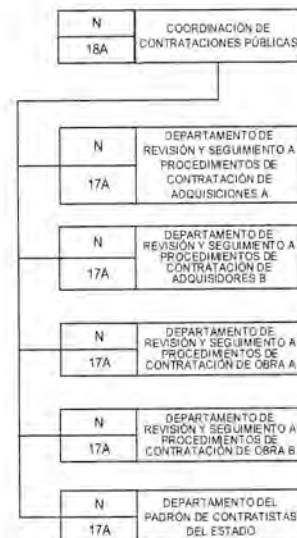 N
18A
COORDINACIÓN DE
CONTRATACIONES PÚBLICAS
N
17A
DEPARTAMENTO DE
REVISIÓN Y SEGUIMIENTO A
PROCEDIMIENTOS DE
CONTRATACIÓN DE
ADQUISICIONES A
N
17A
DEPARTAMENTO DE
REVISIÓN Y SEGUIMIENTO A
PROCEDIMIENTOS DE
CONTRATACIÓN DE
ADQUISIDORES B
N
17A
DEPARTAMENTO DE
REVISIÓN Y SEGUIMIENTO A
PROCEDIMIENTOS DE
CONTRATACIÓN DE OBRA A
N
17A
DEPARTAMENTO DE
REVISIÓN Y SEGUIMIENTO A
PROCEDIMIENTOS DE
CONTRATACIÓN DE OBRA B
N
17A
DEPARTAMENTO DEL
PADRÓN DE CONTRATISTAS
DEL ESTADO